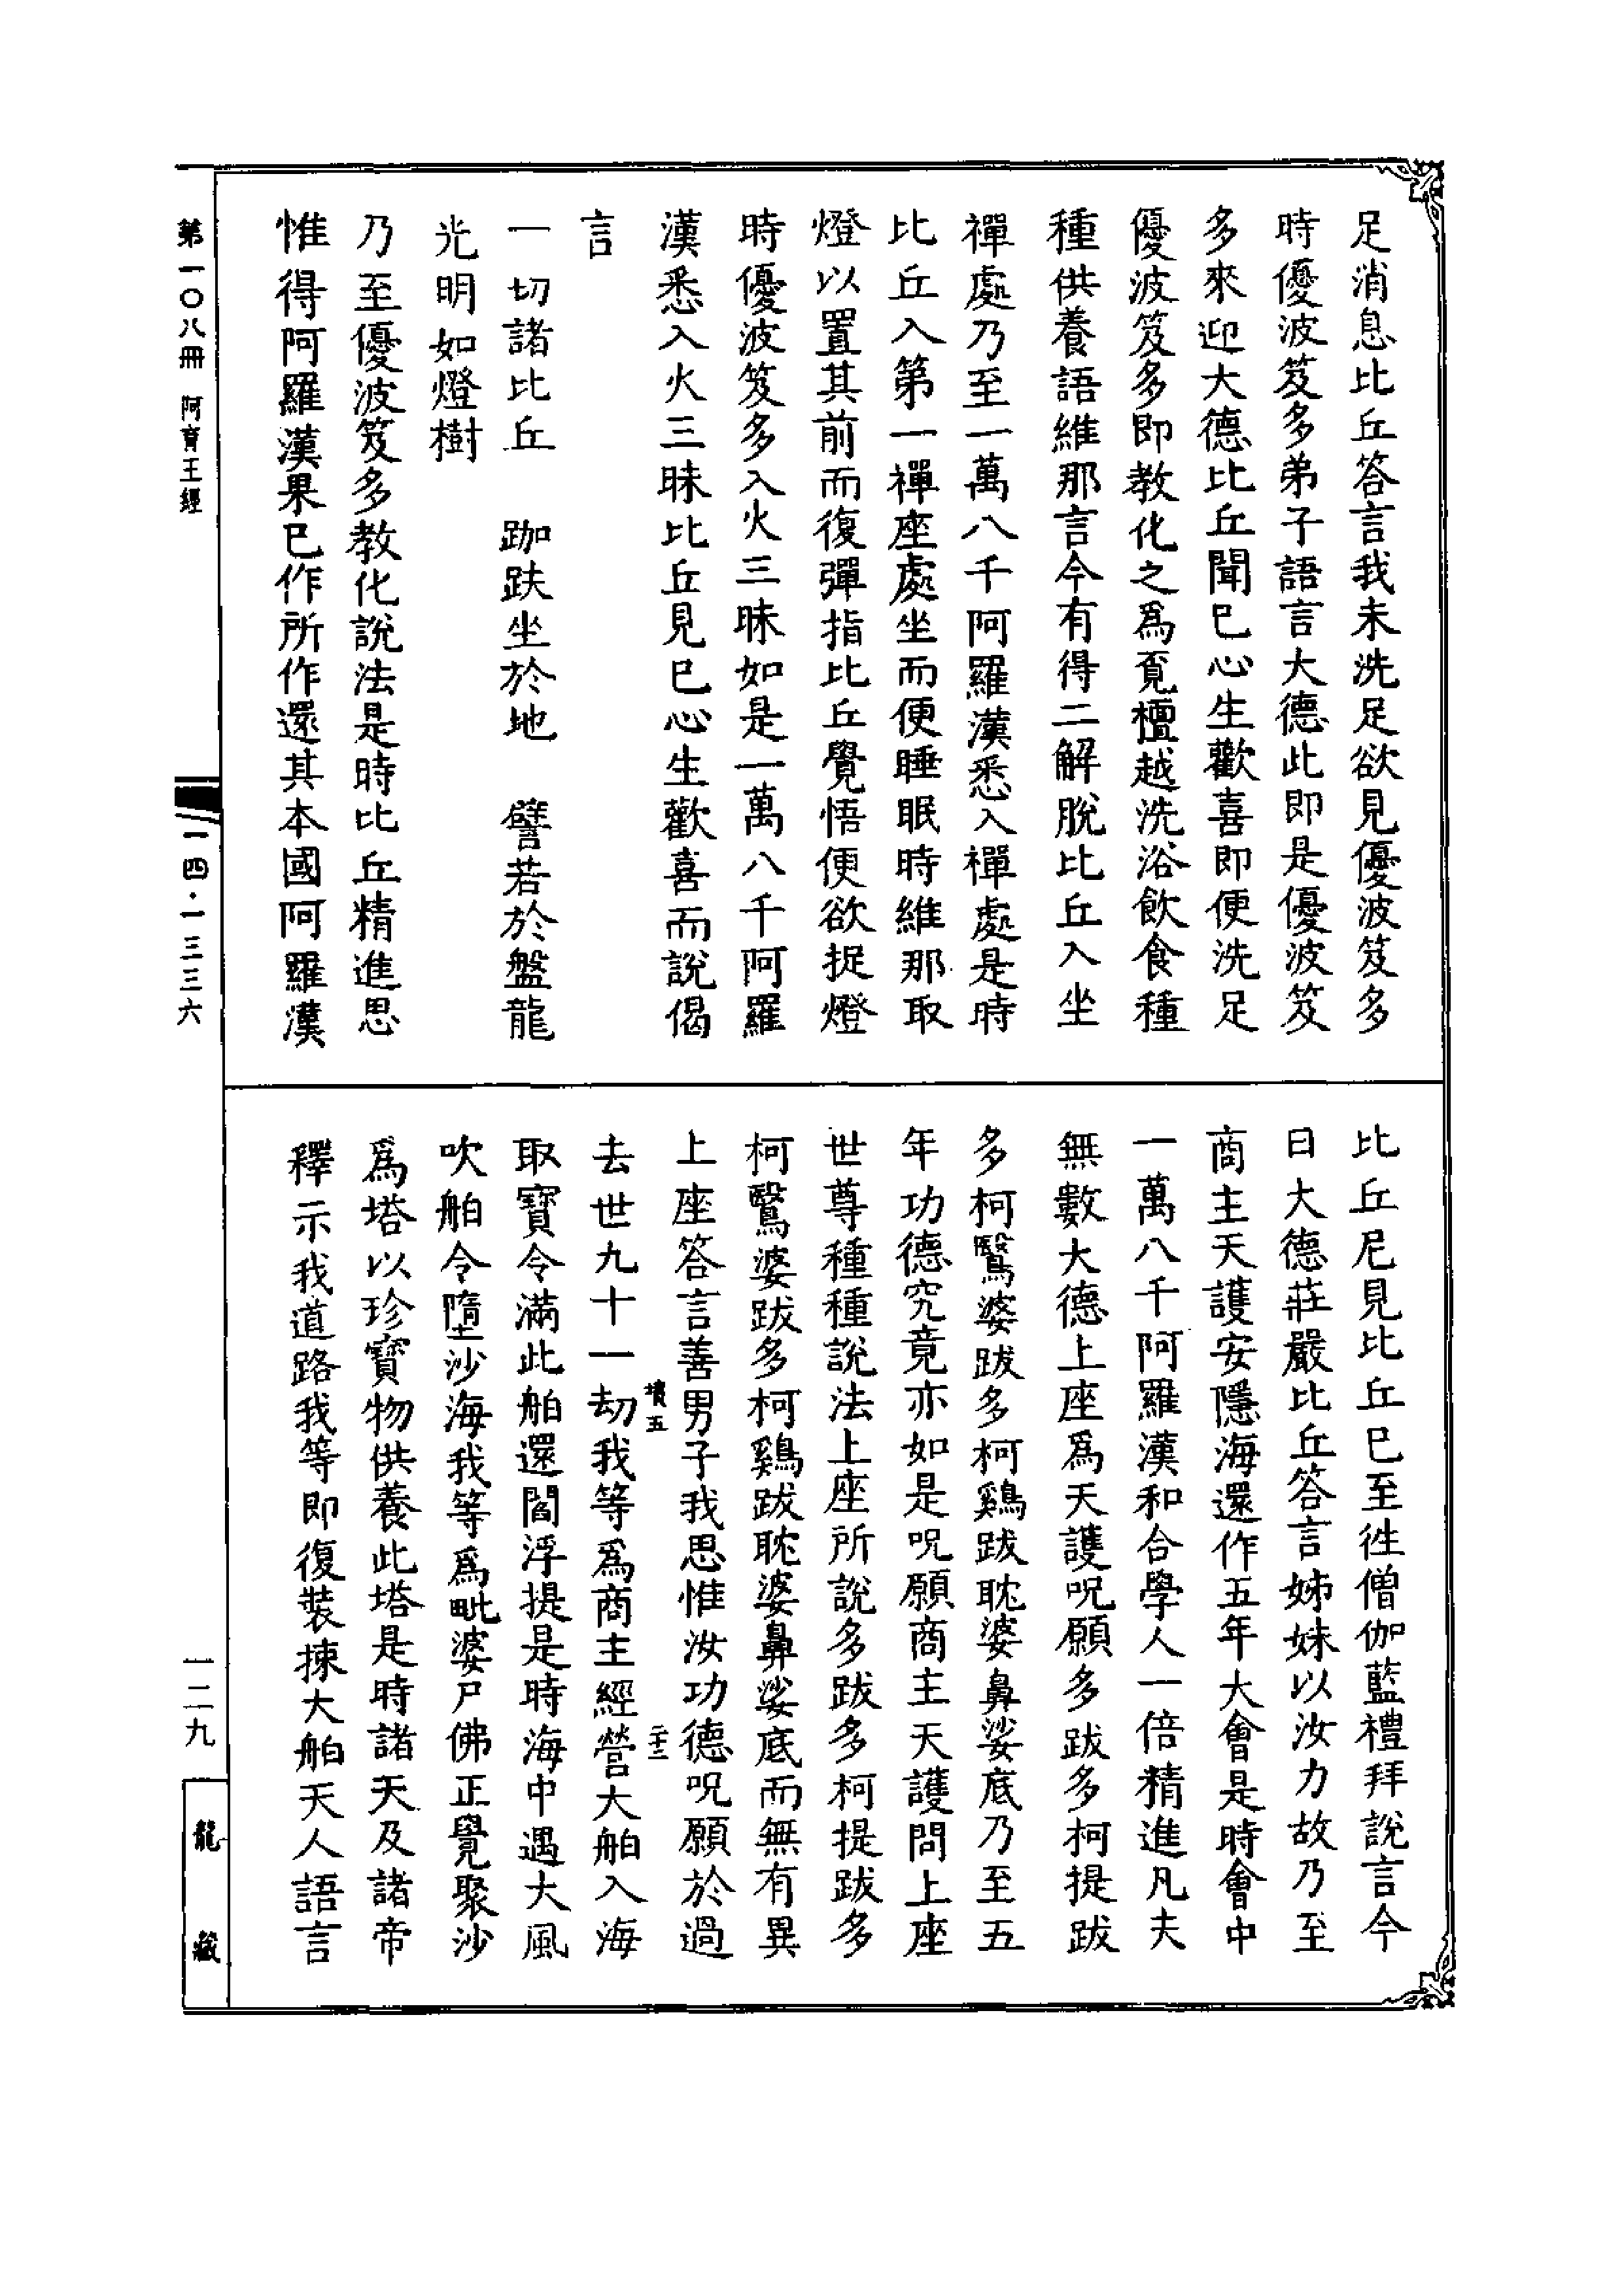 足消息比丘答言我未洗足欲見優波笈多
時優波笈多弟子語言大德此即是優波笈
多來迎大德比丘聞已心生歡喜即便洗足
優波笈多即教化之爲覓檀越洗浴飲食種
種供養語維那言今有得二解脫比丘入坐
禪處乃至一萬八千阿羅漢悉入禪處是時
比丘入第一禪座處坐而便睡眠時維那取
燈以置其前而復彈指比丘覺悟便欲捉燈
時優波笈多入火三昧如是一萬八千阿羅
漢悉入火三昧比丘見已心生歡喜而說偈
言
一切諸比丘　跏趺坐於地　譬若於盤龍
光明如燈樹
乃至優波笈多教化說法是時比丘精進思
惟得阿羅漢果已作所作還其本國阿羅漢
比丘尼見比丘已至徃僧伽藍禮拜說言今
日大德莊嚴比丘答言姊妹以汝力故乃至
商主天護安隱海還作五年大會是時會中
一萬八千阿羅漢和合學人一倍精進凡夫
無數大德上座爲天護呪願多跋多柯提跋
多柯鷖婆跋多柯鷄跋耽婆鼻娑底乃至五
年功德究竟亦如是呪願商主天護問上座
世尊種種說法上座所說多跋多柯提跋多
柯鷖婆跋多柯鷄跋耽婆鼻娑底而無有異
上座答言善男子我思惟汝功德呪願於過
墳五
二十三
去世九十一劫我等爲商主經營大舶入海
取寶令滿此舶還閻浮提是時海中遇大風
吹舶令墮沙海我等爲毗婆尸佛正覺聚沙
爲塔以珍寶物供養此塔是時諸天及諸帝
釋示我道路我等即復裝揀大舶天人語言
第一〇八冊　阿育王經
一四·一三三六
一二九
龍藏